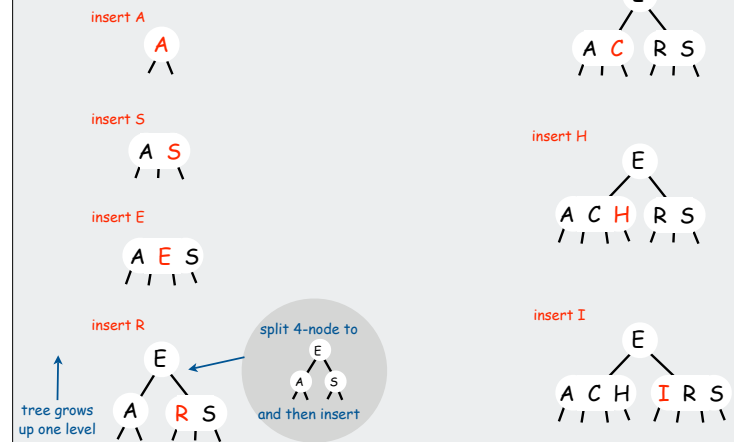 insert A
A
insert S
A S
insert E
A E S
insert R
E
A R S
tree grows
up one level
split 4-node to
E
A S
and then insert
A C R S
insert H
E
A C H R S
insert I
E
A C H I R S